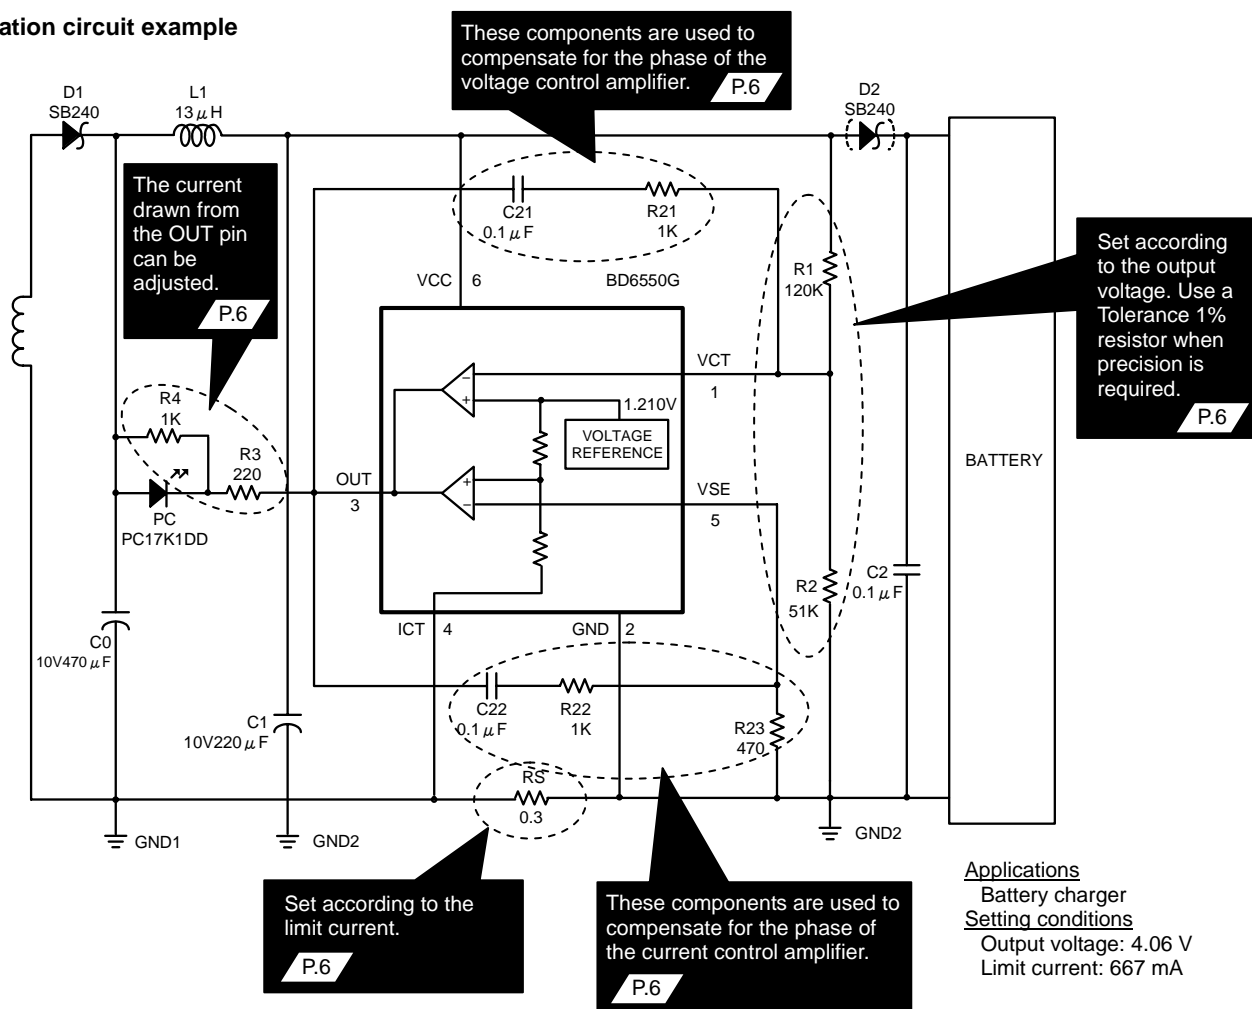 ation circuit example
These components are used to
compensate for the phase of the
voltage control amplifier.
P.6
D1
SB240
L1
13μH
D2
SB240
The current
drawn from
the OUT pin
can be
adjusted.
P.6
C21
0.1μF
R21
1K
VCC 6
BD6550G
R1
120K
Set according
to the output
voltage. Use a
Tolerance 1%
resistor when
precision is
required.
P.6
VCT
1
1.210V
VOLTAGE
REFERENCE
R4
1K
R3
220
OUT
3
VSE
5
BATTERY
PC
PC17K1DD
R2
51K
C2
0.1μF
ICT 4
GND 2
C0
10V470μF
C22
0.1μF
R22
1K
C1
10V220μF
R23
470
RS
0.3
GND1
GND2
GND2
Set according to the
limit current.
P.6
These components are used to
compensate for the phase of
the current control amplifier.
P.6
Applications
Battery charger
Setting conditions
Output voltage: 4.06 V
Limit current: 667 mA